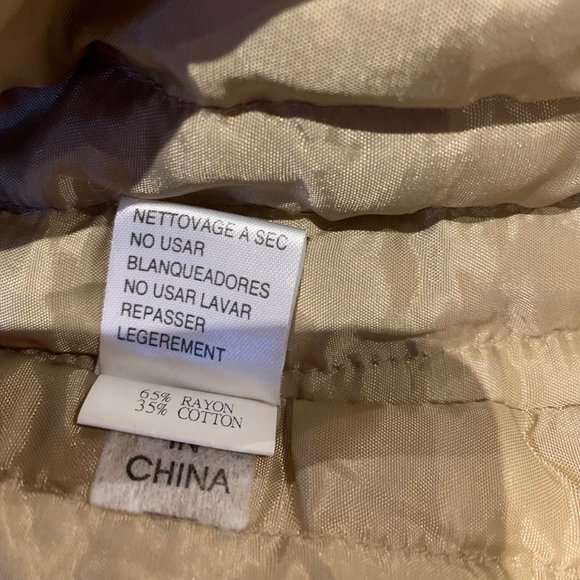 NETTOYAGE A SEC
NO USAR
BLANQUEADORES
NO USAR LAVAR
REPASSER
LEGEREMENT
65% RAYON
35% COTTON
IN
CHINA